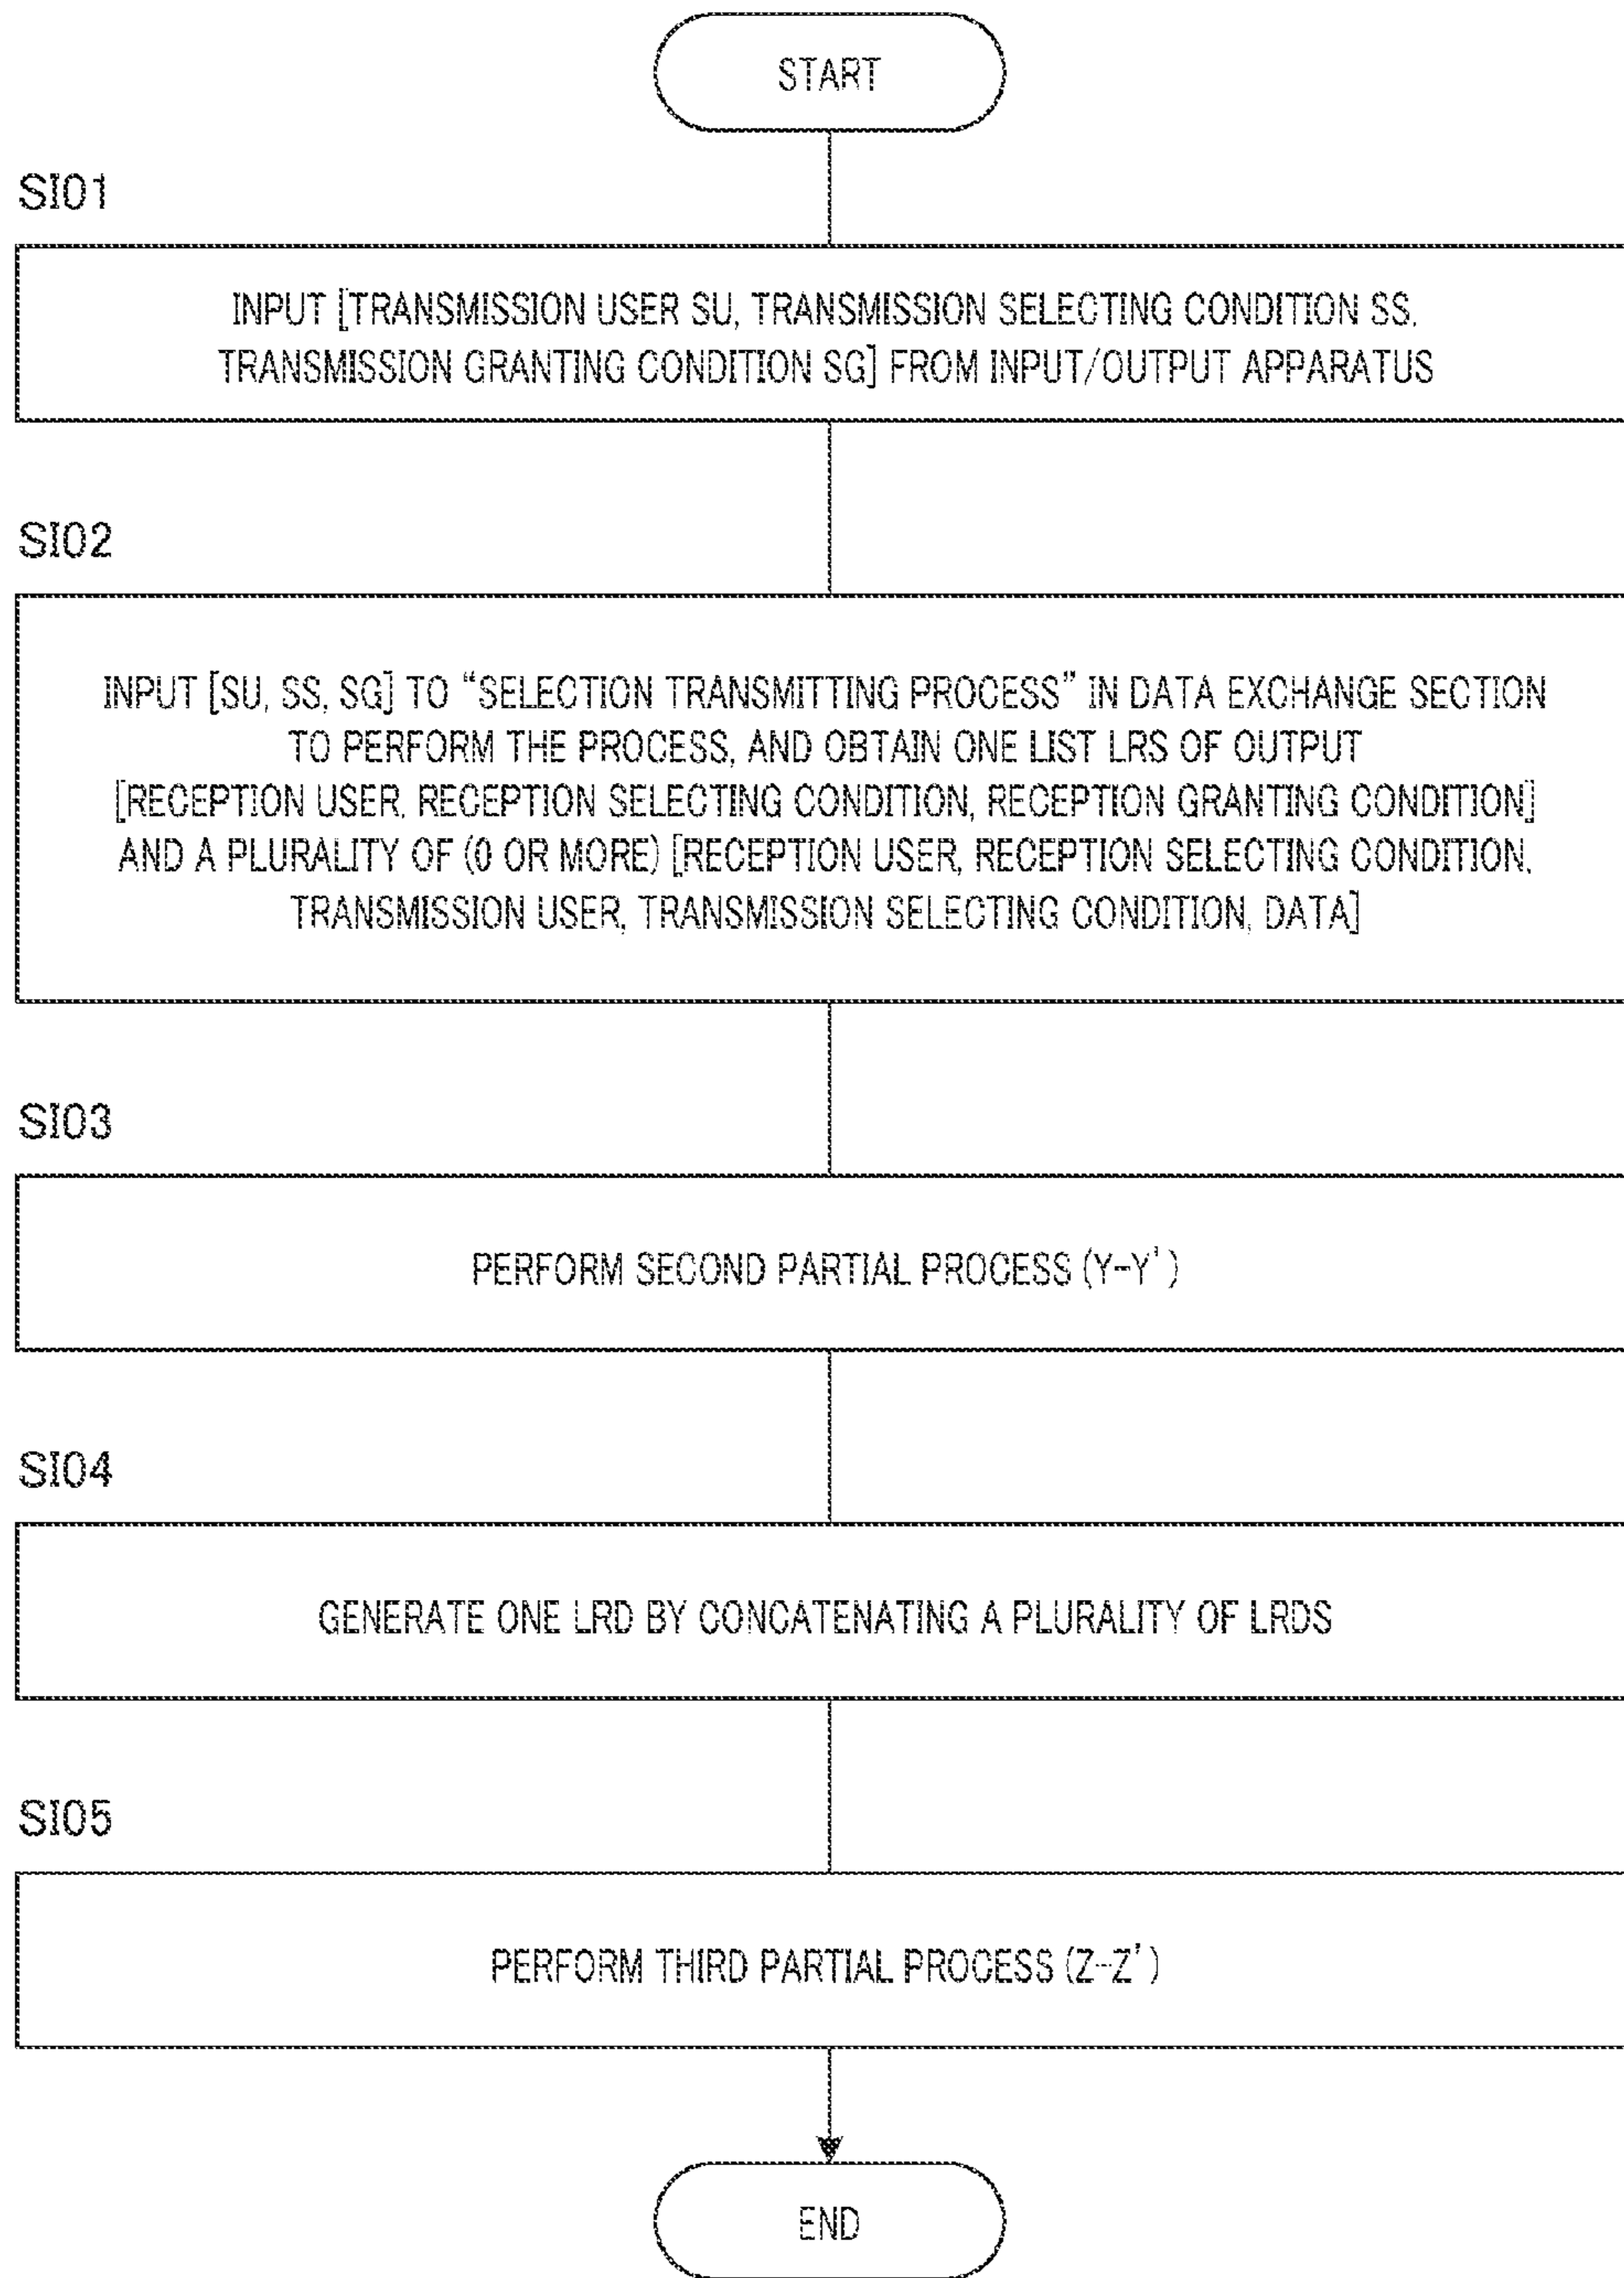 START
SI01
INPUT [TRANSMISSION USER SU, TRANSMISSION SELECTING CONDITION SS,
TRANSMISSION GRANTING CONDITION SG] FROM INPUT/OUTPUT APPARATUS
SI02
INPUT [SU, SS, SG] TO “SELECTION TRANSMITTING PROCESS” IN DATA EXCHANGE SECTION
TO PERFORM THE PROCESS, AND OBTAIN ONE LIST LRS OF OUTPUT
[RECEPTION USER, RECEPTION SELECTING CONDITION, RECEPTION GRANTING CONDITION]
AND A PLURALITY OF (0 OR MORE) [RECEPTION USER, RECEPTION SELECTING CONDITION,
TRANSMISSION USER, TRANSMISSION SELECTING CONDITION, DATA]
SI03
PERFORM SECOND PARTIAL PROCESS (Y-Y')
SI04
GENERATE ONE LRD BY CONCATENATING A PLURALITY OF LRDS
SI05
PERFORM THIRD PARTIAL PROCESS (Z-Z')
END